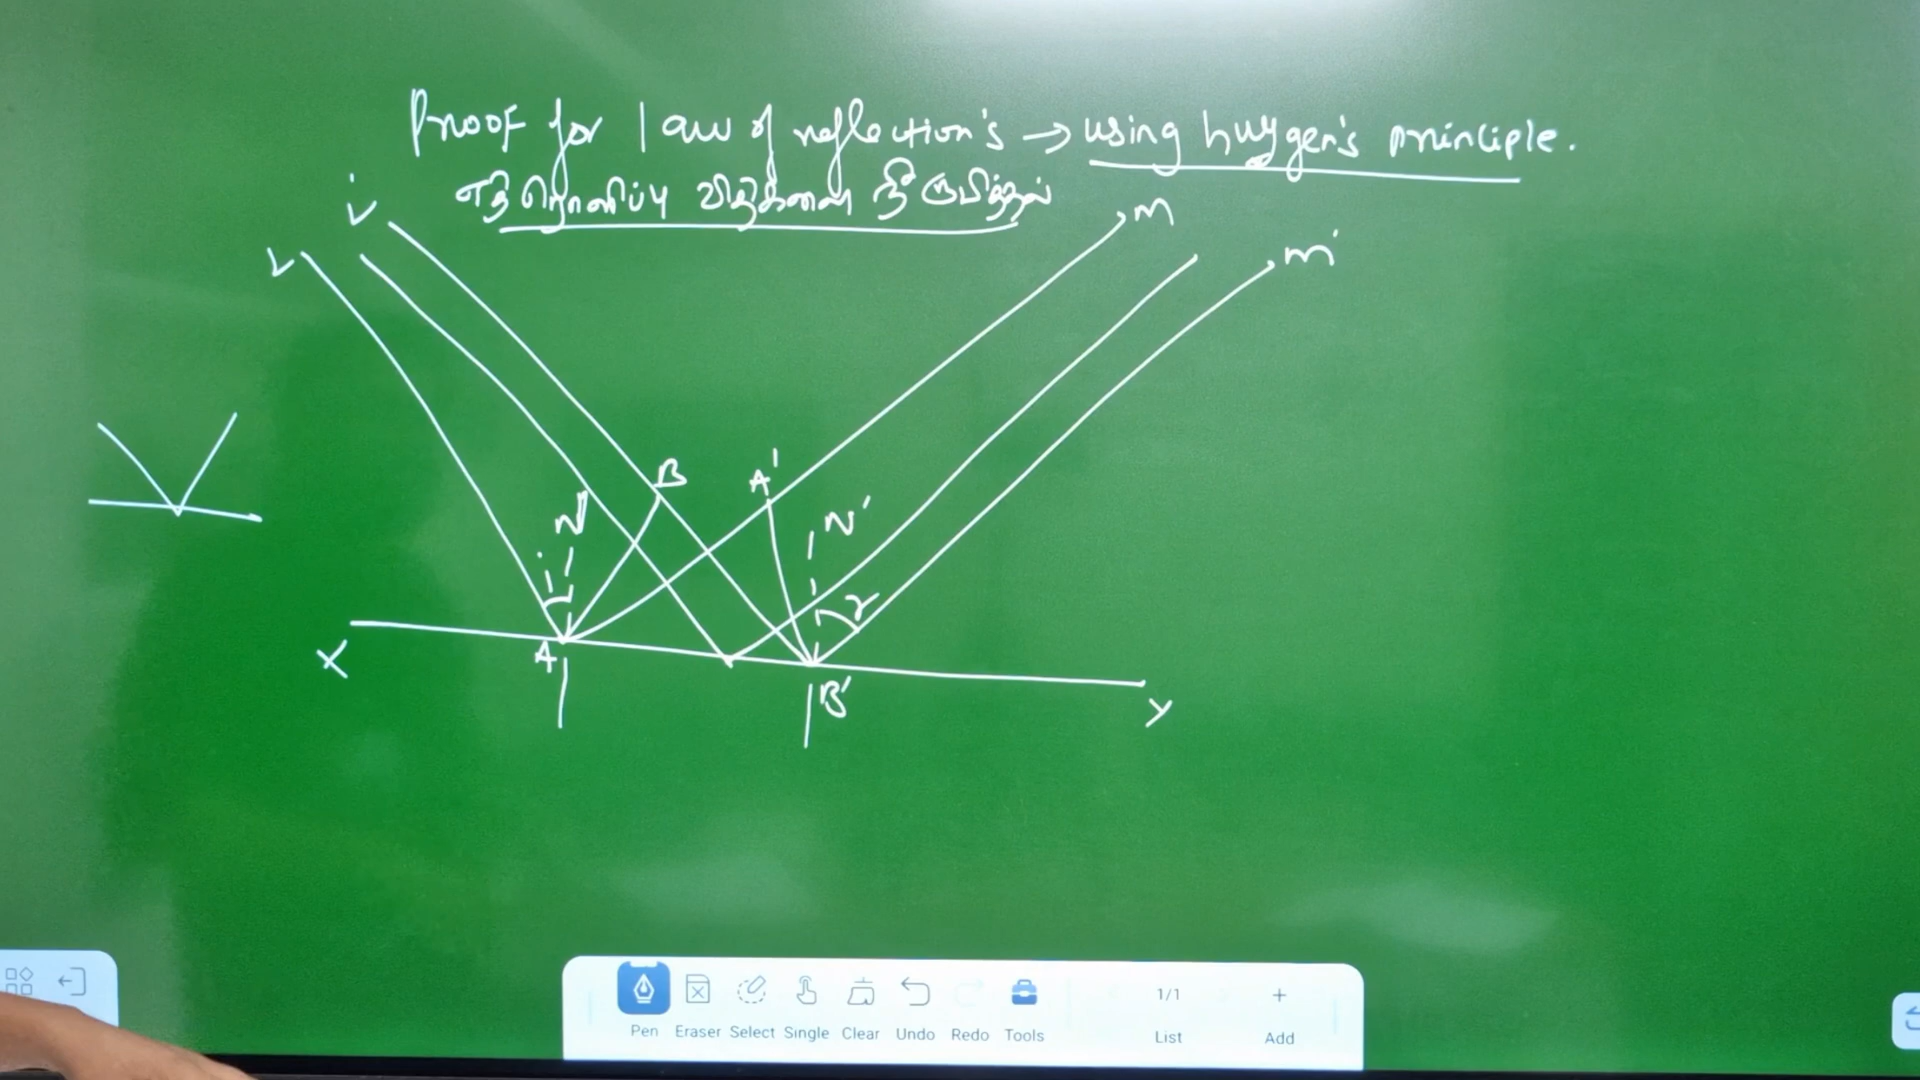 Proof for law of reflection's → using huygen's principle.
எதிரொளிப்பு விதிகளை நிரூபித்தல்
L'
L
M
M'
B
A'
N
N'
i
r
A
B'
X
Y
Pen Eraser Select Single Clear Undo Redo Tools 1/1 List + Add